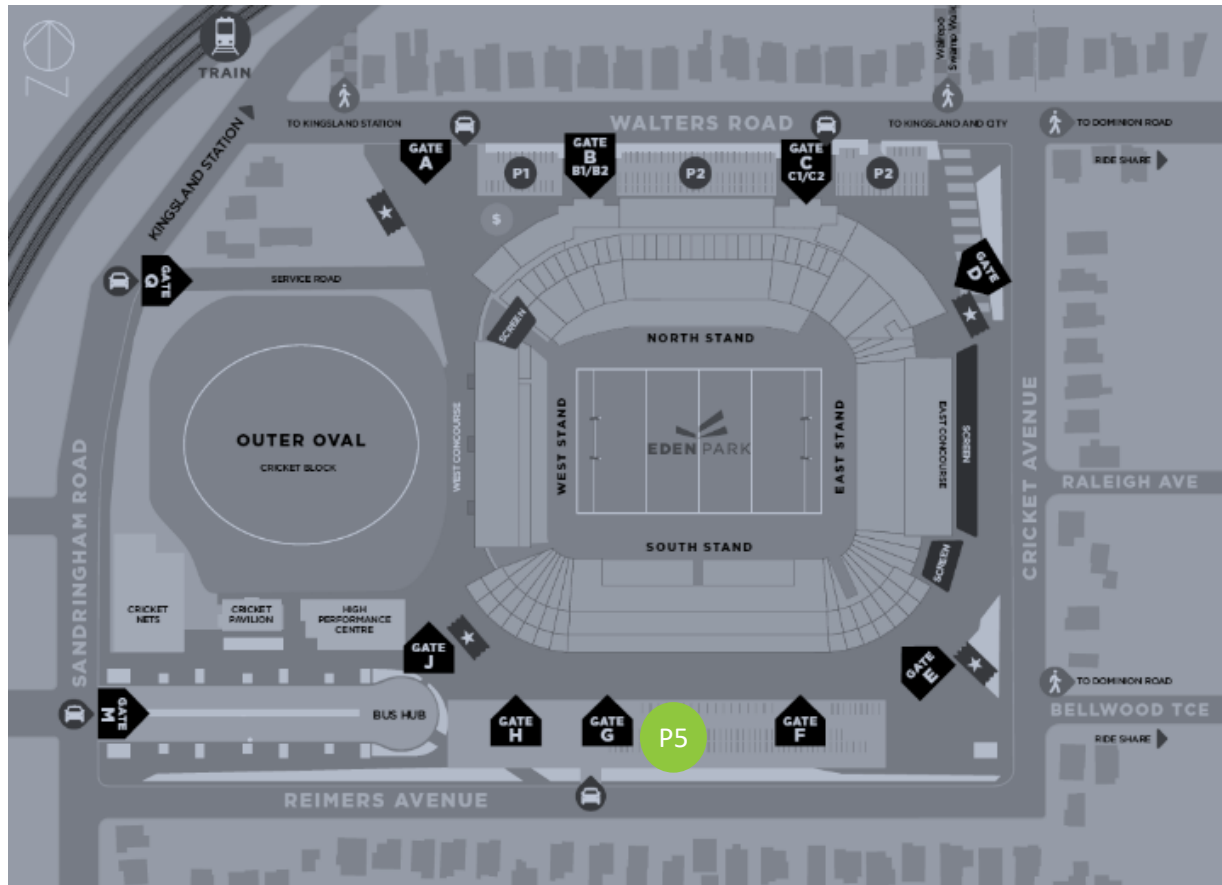 TRAIN
Waitītoko
Swamp Walk
TO KINGSLAND STATION
WALTERS ROAD
TO KINGSLAND AND CITY
TO DOMINION ROAD
RIDE SHARE
KINGSLAND STATION
GATE
A
P1
GATE
B
B1/B2
P2
GATE
C
C1/C2
P2
$
GATE
D
GATE
Q
SERVICE ROAD
SCREEN
NORTH STAND
OUTER OVAL
CRICKET BLOCK
WEST CONCOURSE
WEST STAND
EDEN PARK
EAST STAND
EAST CONCOURSE
SCREEN
CRICKET AVENUE
RALEIGH AVE
SANDRINGHAM ROAD
SOUTH STAND
SCREEN
CRICKET
NETS
CRICKET
PAVILION
HIGH
PERFORMANCE
CENTRE
GATE
J
GATE
E
TO DOMINION ROAD
BELLWOOD TCE
RIDE SHARE
GATE
M
BUS HUB
GATE
H
GATE
G
P5
GATE
F
REIMERS AVENUE